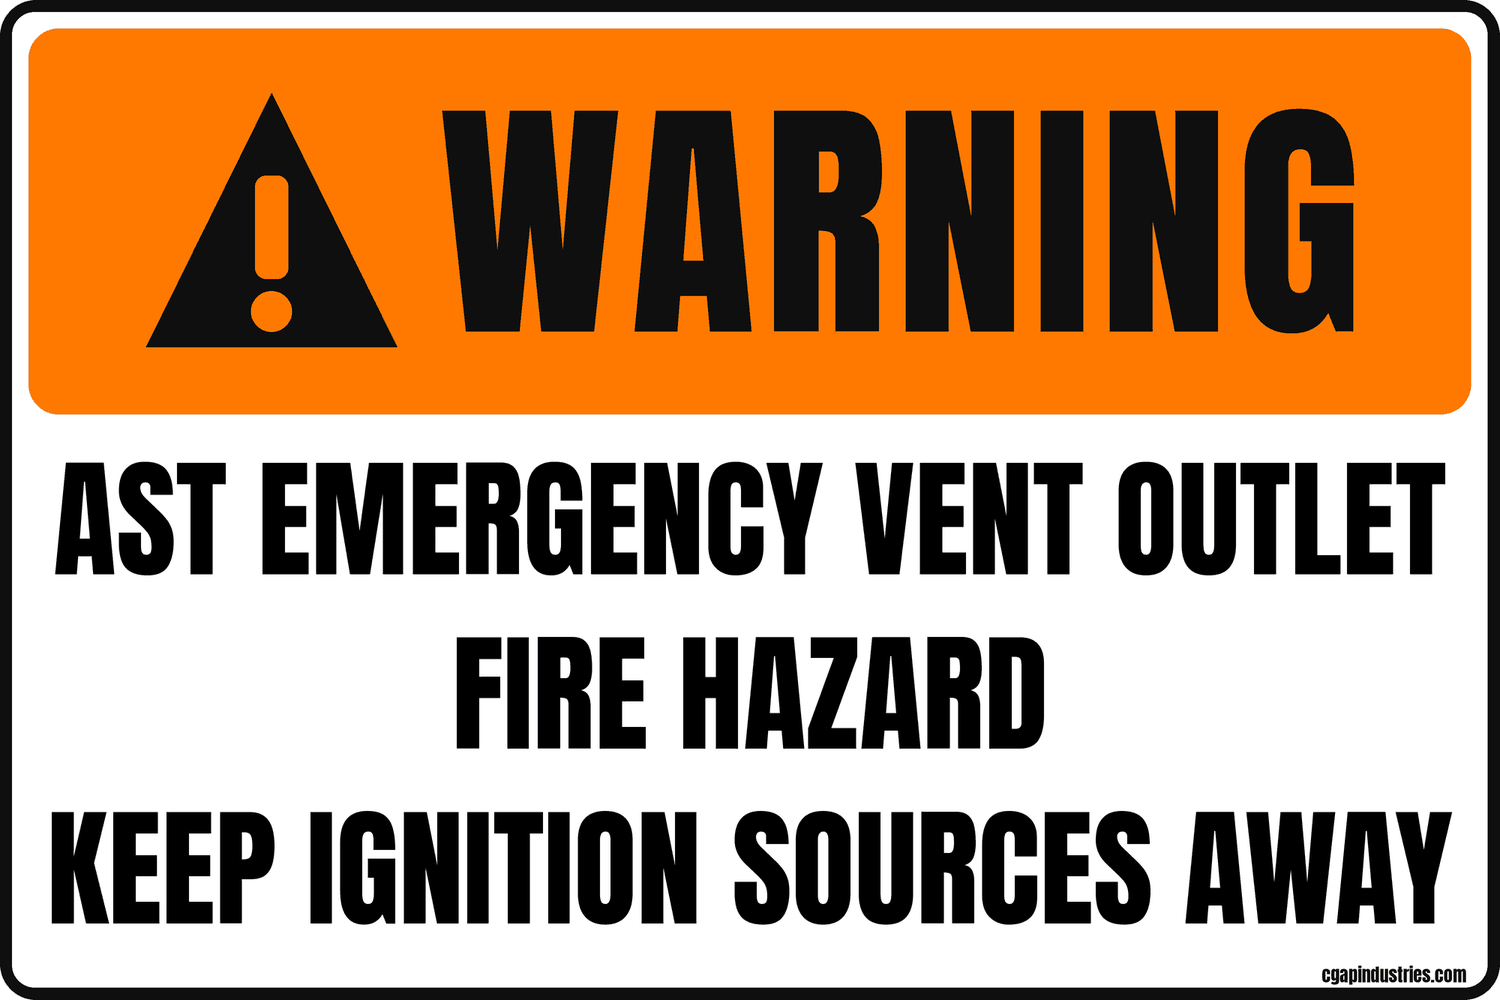 WARNING
AST EMERGENCY VENT OUTLET
FIRE HAZARD
KEEP IGNITION SOURCES AWAY
cgapindustries.com